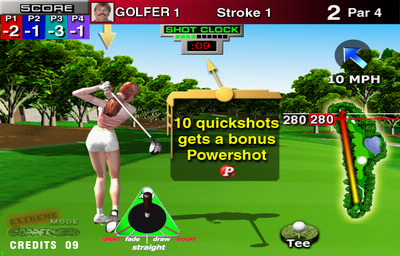 SCORE
P1 P2 P3 P4
-2 -1 -3 -1
GOLFER 1
Stroke 1
2 Par 4
SHOT CLOCK
:09
10 MPH
280 280
10 quickshots
gets a bonus
Powershot
P
EXTREME
MODE
CREDITS 09
hook fade draw
straight
Tee